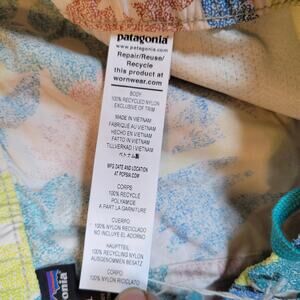 patagonia
www.patagonia.com
Repair/Reuse/
Recycle
this product at
wornwear.com
BODY:
100% RECYCLED NYLON
EXCLUSIVE OF TRIM
MADE IN VIETNAM
FABRIQUÉ AU VIETNAM
HECHO EN VIETNAM
FATTO IN VIETNAM
TILLVERKAD I VIETNAM
ベトナム製
MFG DATE AND LOCATION
AT POPSIA.COM
CORPS:
100% RECYCLE
POLYAMIDE
A PART LA GARNITURE
CUERPO:
100% NYLON RECICLADO
NO INCLUYE EL ADORNO
HAUPTTEIL:
100% RECYCLING NYLON
AUSGENOMMEN BESATZ
CORPO:
100% NYLON RICICLATO